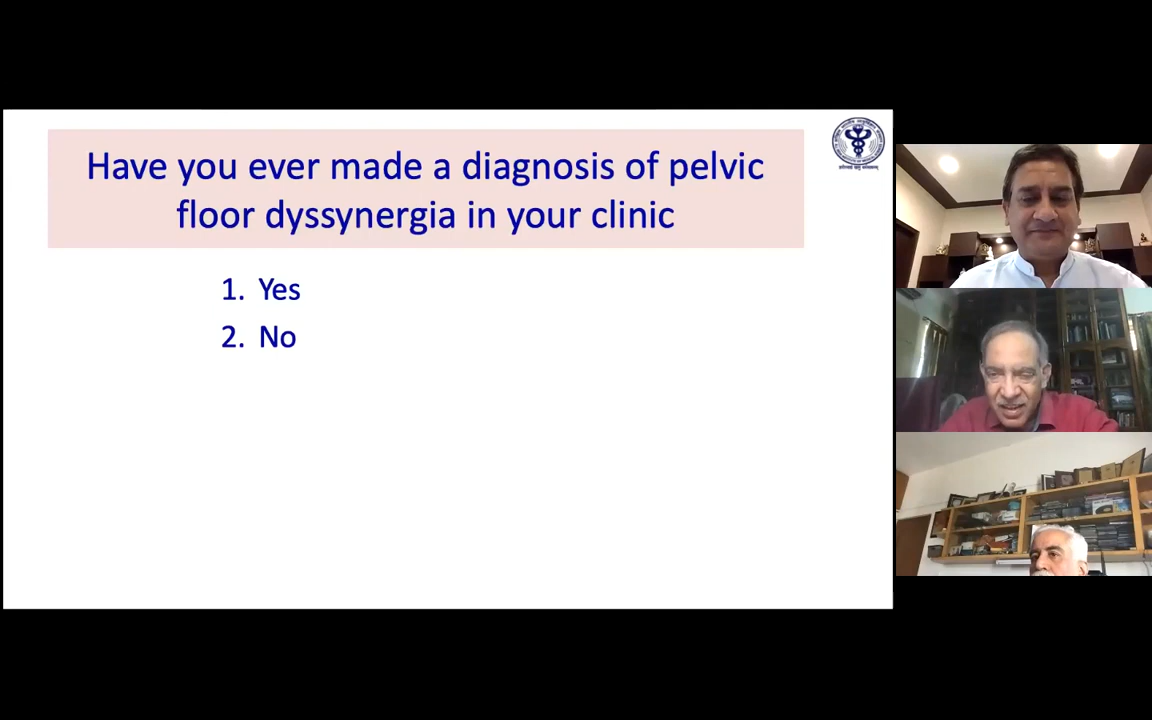 Have you ever made a diagnosis of pelvic
floor dyssynergia in your clinic
1. Yes
2. No